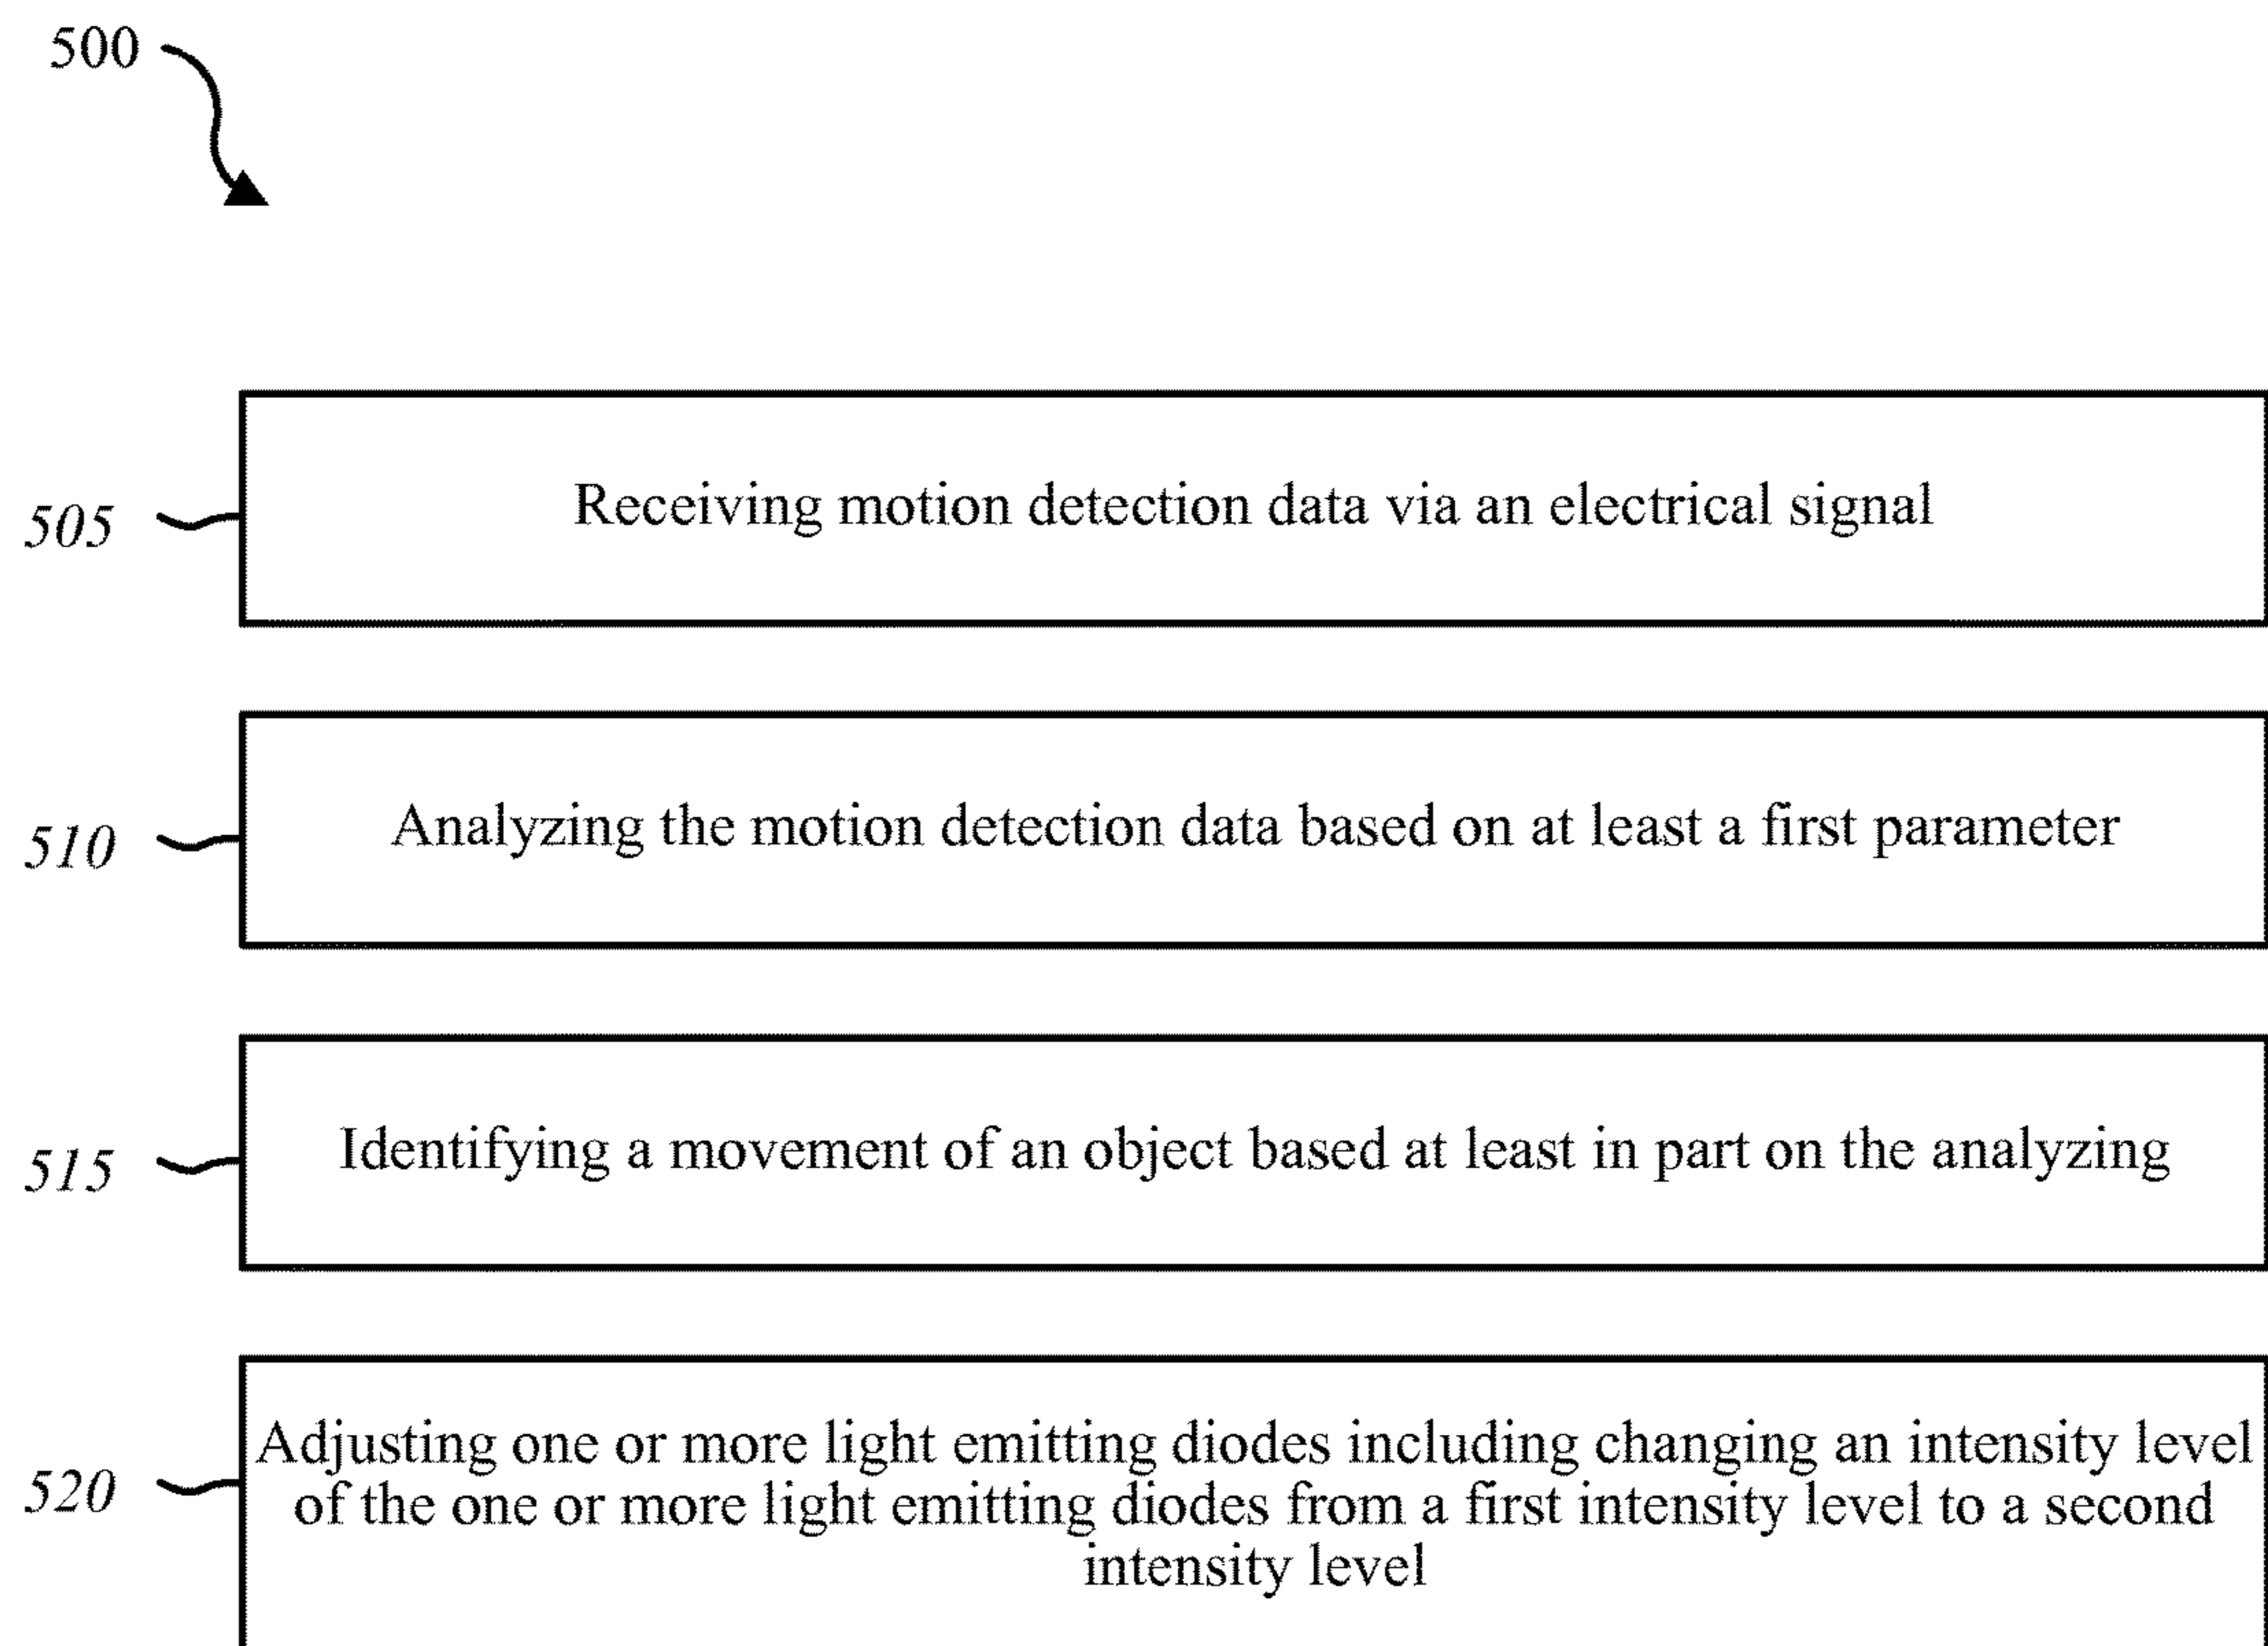 500
505
Receiving motion detection data via an electrical signal
510
Analyzing the motion detection data based on at least a first parameter
515
Identifying a movement of an object based at least in part on the analyzing
520
Adjusting one or more light emitting diodes including changing an intensity level
of the one or more light emitting diodes from a first intensity level to a second
intensity level